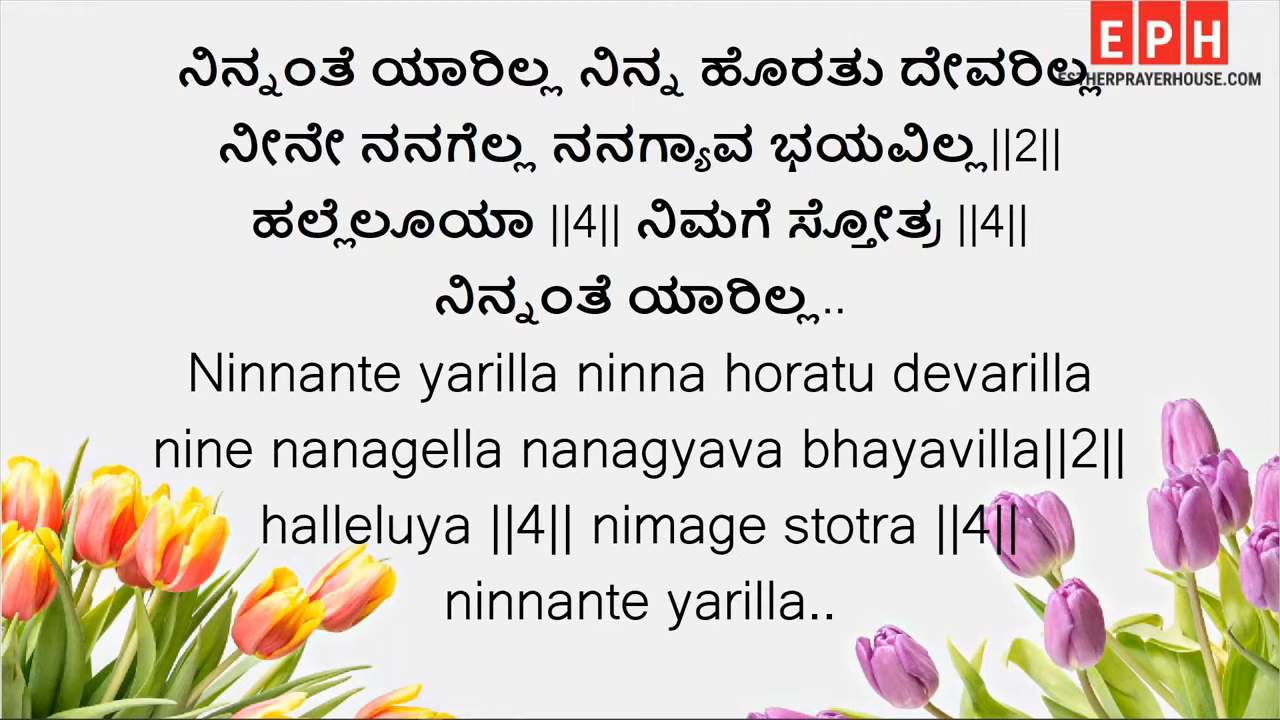 EPH
ESTHERPRAYERHOUSE.COM
ನಿನ್ನಂತೆ ಯಾರಿಲ್ಲ ನಿನ್ನ ಹೊರತು ದೇವರಿಲ್ಲ
ನೀನೇ ನನಗೆಲ್ಲ ನನಗ್ಯಾವ ಭಯವಿಲ್ಲ||2||
ಹಲ್ಲೆಲೂಯಾ ||4|| ನಿಮಗೆ ಸ್ತೋತ್ರ ||4||
ನಿನ್ನಂತೆ ಯಾರಿಲ್ಲ..
Ninnante yarilla ninna horatu devarilla
nine nanagella nanagyava bhayavilla||2||
halleluya ||4|| nimage stotra ||4||
ninnante yarilla..